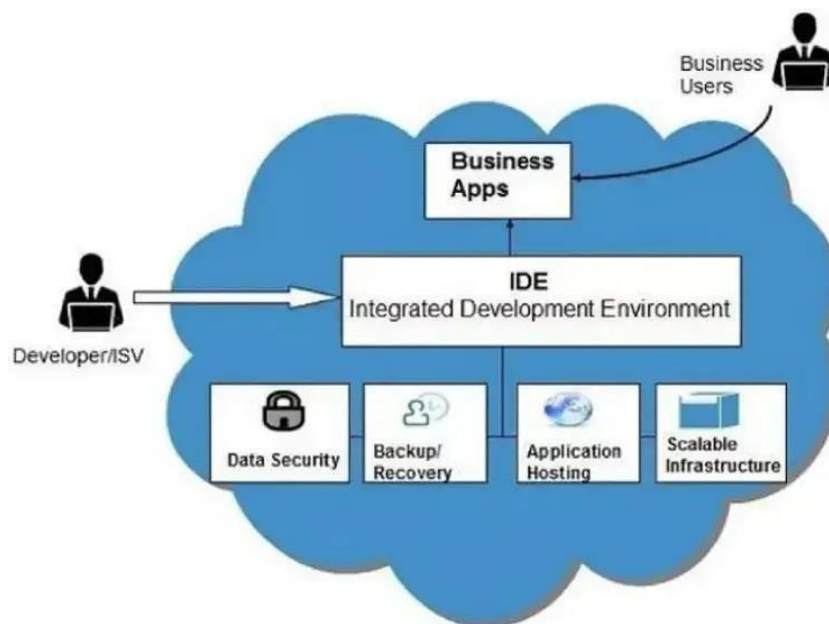 Business
Users
Business
Apps
IDE
Integrated Development Environment
Developer/ISV
Data Security
Backup/
Recovery
Application
Hosting
Scalable
Infrastructure